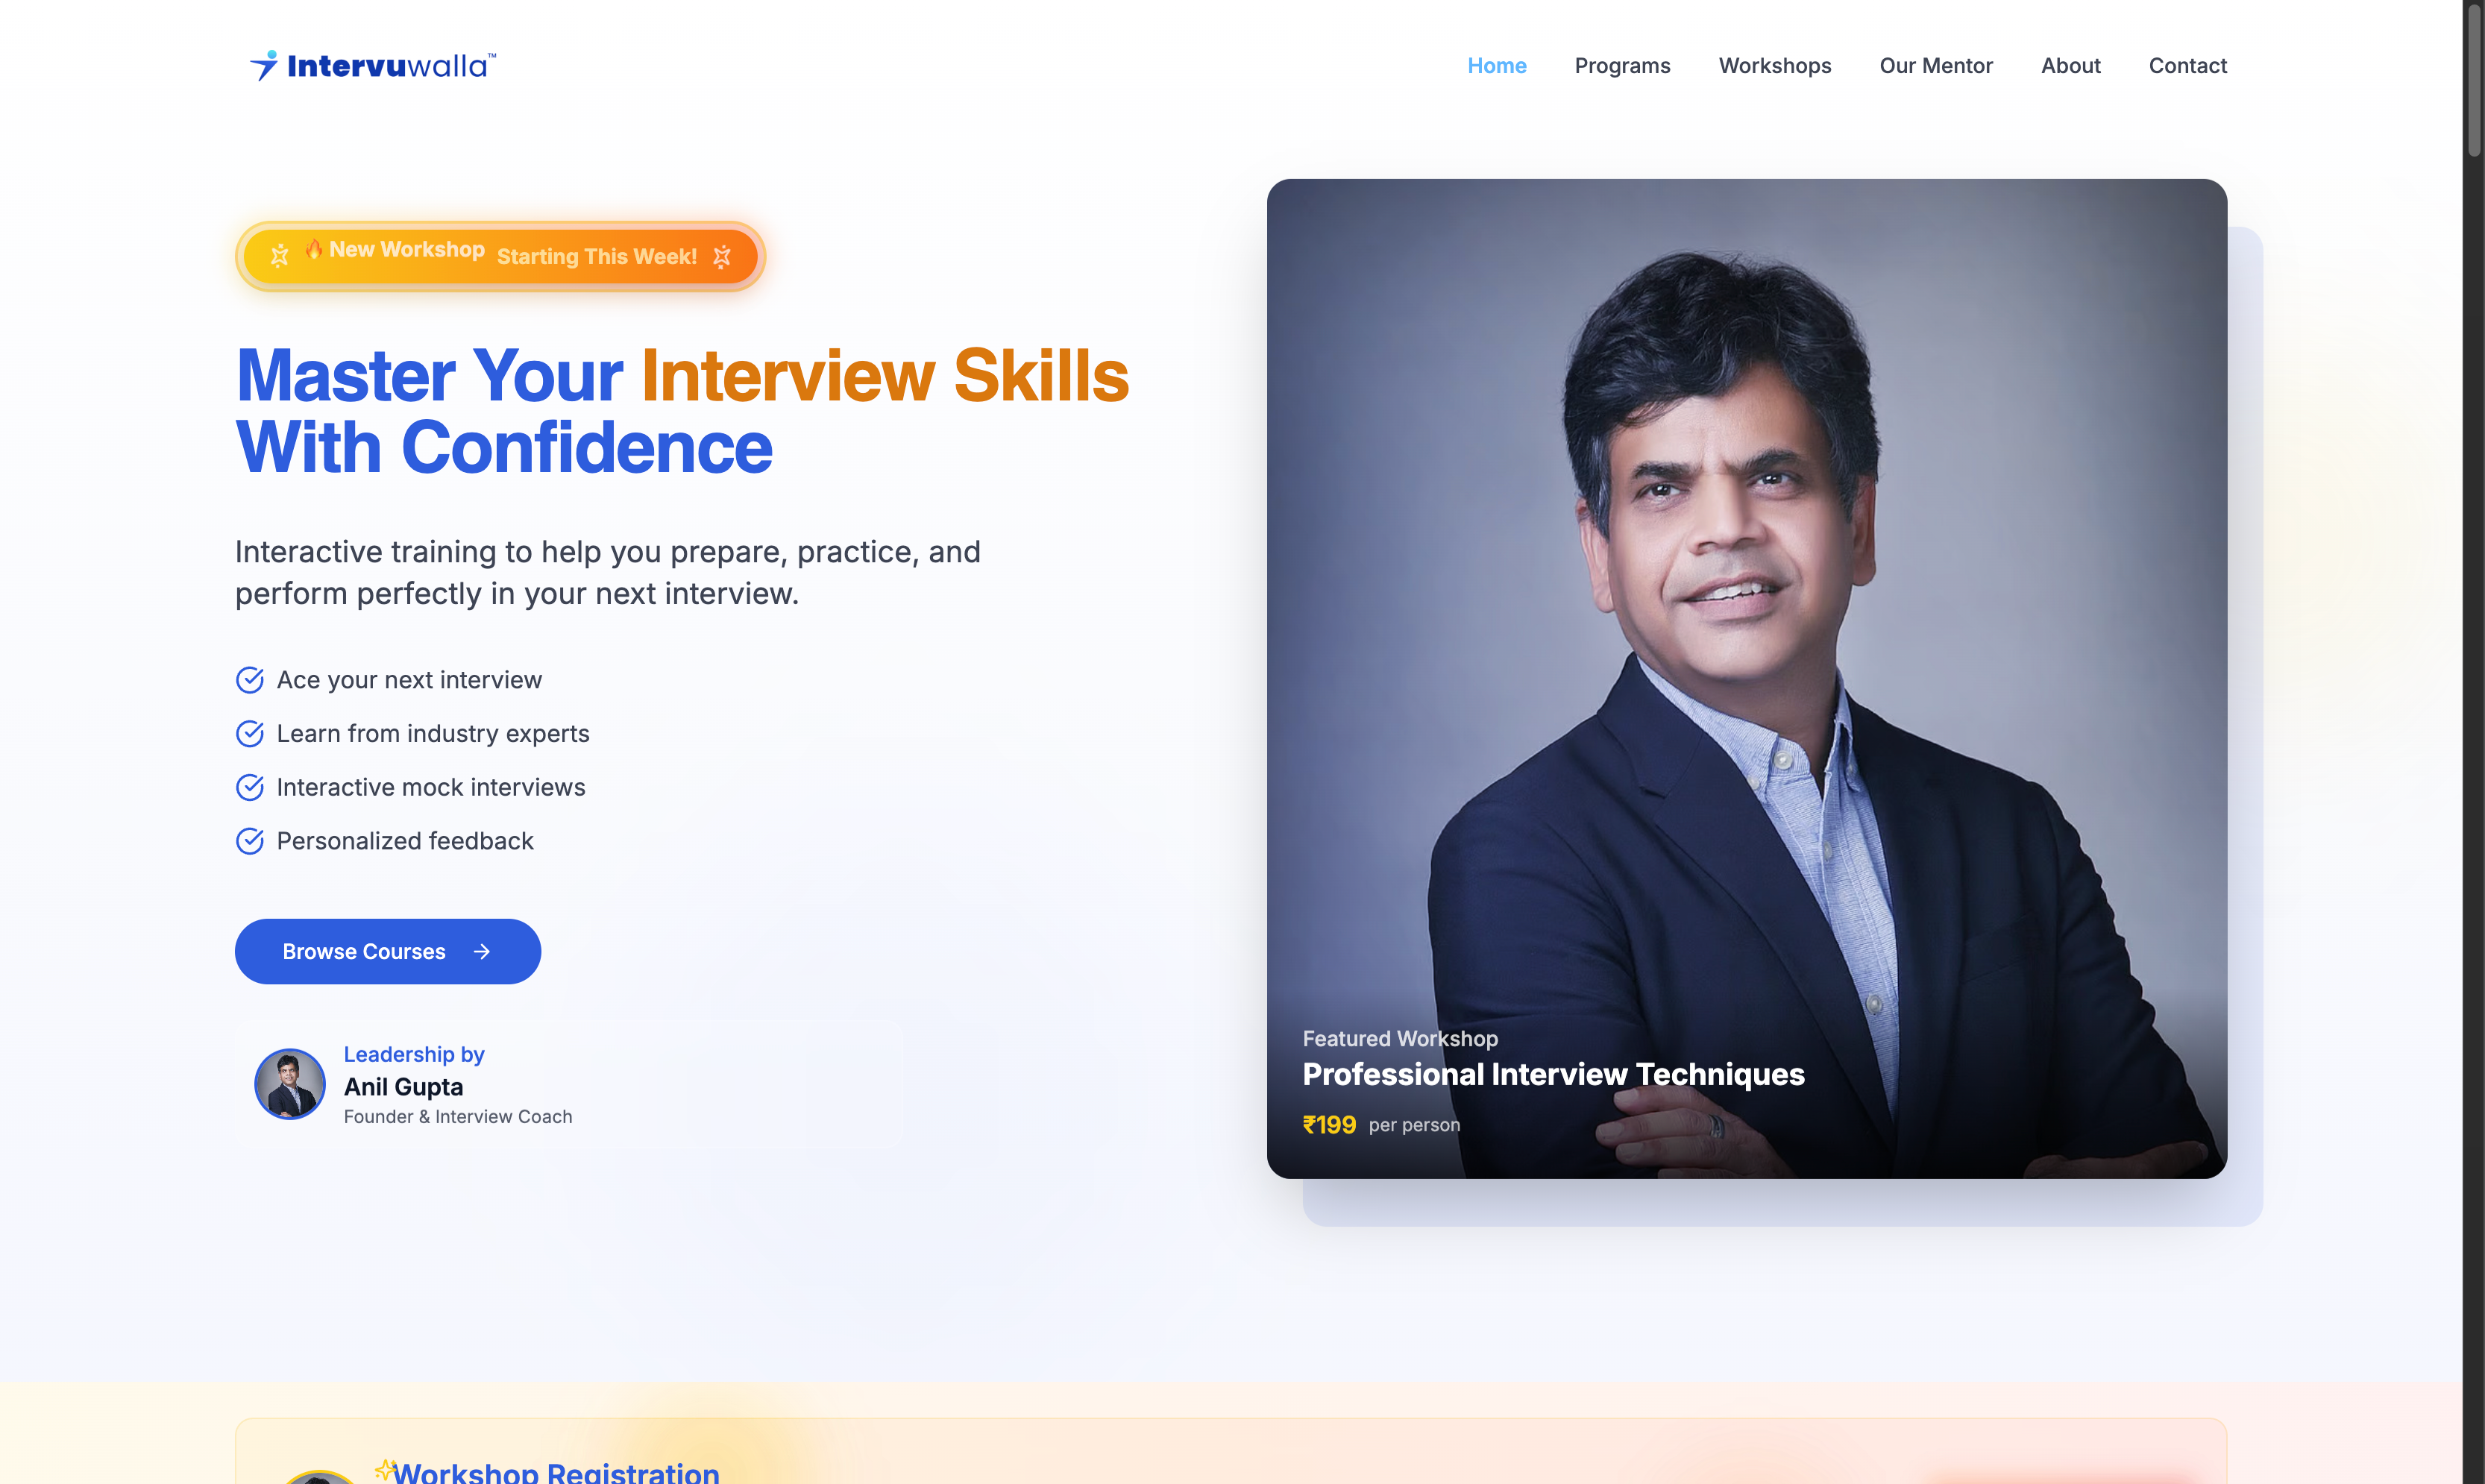 Intervuwalla™
Home Programs Workshops Our Mentor About Contact
🔥 New Workshop Starting This Week!
Master Your Interview Skills
With Confidence
Interactive training to help you prepare, practice, and
perform perfectly in your next interview.
Ace your next interview
Learn from industry experts
Interactive mock interviews
Personalized feedback
Browse Courses →
Leadership by
Anil Gupta
Founder & Interview Coach
Featured Workshop
Professional Interview Techniques
₹199 per person
Workshop Registration